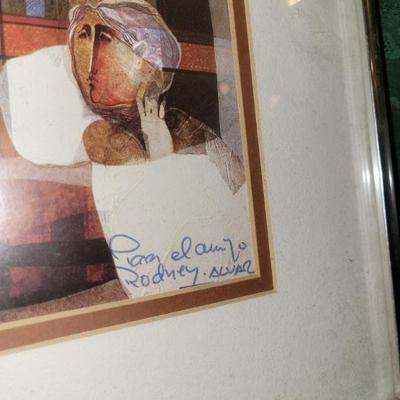 Para el amigo
Rodney. ALVAR